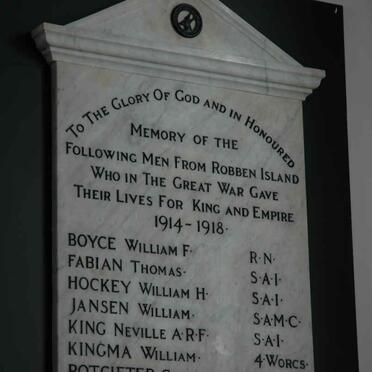 To The Glory Of God and in Honoured
Memory of the
Following Men From Robben Island
Who in The Great War Gave
Their Lives For King and Empire
1914-1918·
BOYCE William F· R·N·
FABIAN Thomas· S·A·I·
HOCKEY William H· S·A·I·
JANSEN William· S·A·M·C·
KING Neville A·R·F· S·A·I·
KINGMA William· 4 Worcs·
POTGIETER